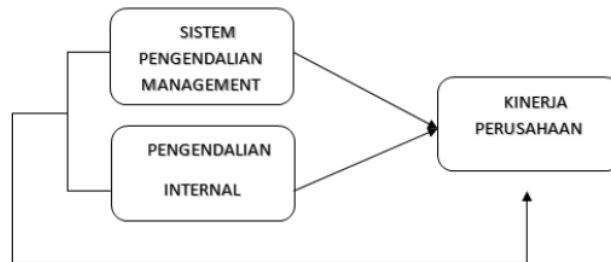 SISTEM
PENGENDALIAN
MANAGEMENT
PENGENDALIAN
INTERNAL
KINERJA
PERUSAHAAN